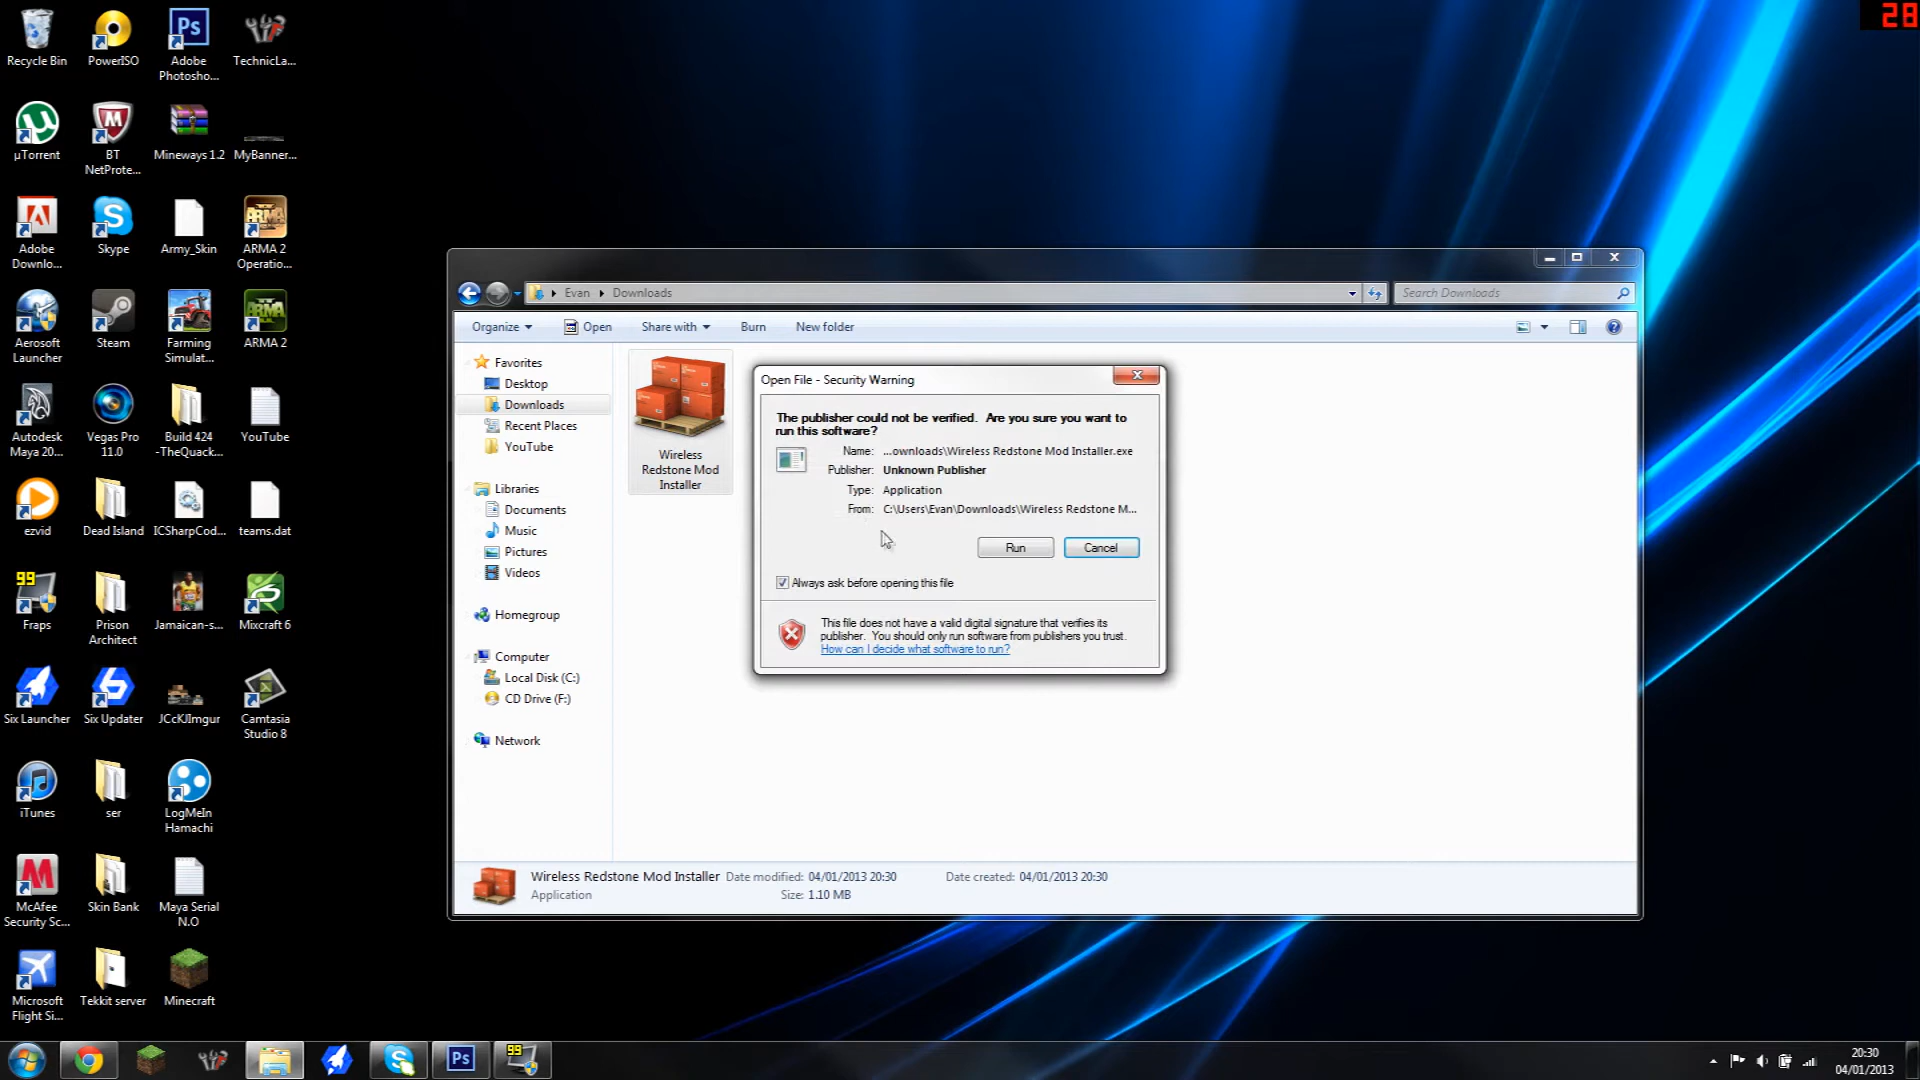 28
Recycle Bin
PowerISO
Adobe
Photosho...
TechnicLa...
µTorrent
BT
NetProte...
Mineways 1.2
MyBanner...
Adobe
Downlo...
Skype
Army_Skin
ARMA 2
Operatio...
Aerosoft
Launcher
Steam
Farming
Simulat...
ARMA 2
Autodesk
Maya 20...
Vegas Pro
11.0
Build 424
-TheQuack...
YouTube
ezvid
Dead Island
ICSharpCod...
teams.dat
Fraps
Prison
Architect
Jamaican-s...
Mixcraft 6
Six Launcher
Six Updater
JCcKJImgur
Camtasia
Studio 8
iTunes
ser
LogMeIn
Hamachi
McAfee
Security Sc...
Skin Bank
Maya Serial
N.O
Microsoft
Flight Si...
Tekkit server
Minecraft
Evan
Downloads
Search Downloads
Organize
Open
Share with
Burn
New folder
Favorites
Desktop
Downloads
Recent Places
YouTube
Libraries
Documents
Music
Pictures
Videos
Homegroup
Computer
Local Disk (C:)
CD Drive (F:)
Network
Wireless
Redstone Mod
Installer
Open File - Security Warning
The publisher could not be verified. Are you sure you want to
run this software?
Name: ...ownloads\Wireless Redstone Mod Installer.exe
Publisher: Unknown Publisher
Type: Application
From: C:\Users\Evan\Downloads\Wireless Redstone M...
Run
Cancel
Always ask before opening this file
This file does not have a valid digital signature that verifies its
publisher. You should only run software from publishers you trust.
How can I decide what software to run?
Wireless Redstone Mod Installer Date modified: 04/01/2013 20:30 Date created: 04/01/2013 20:30
Application Size: 1.10 MB
20:30
04/01/2013